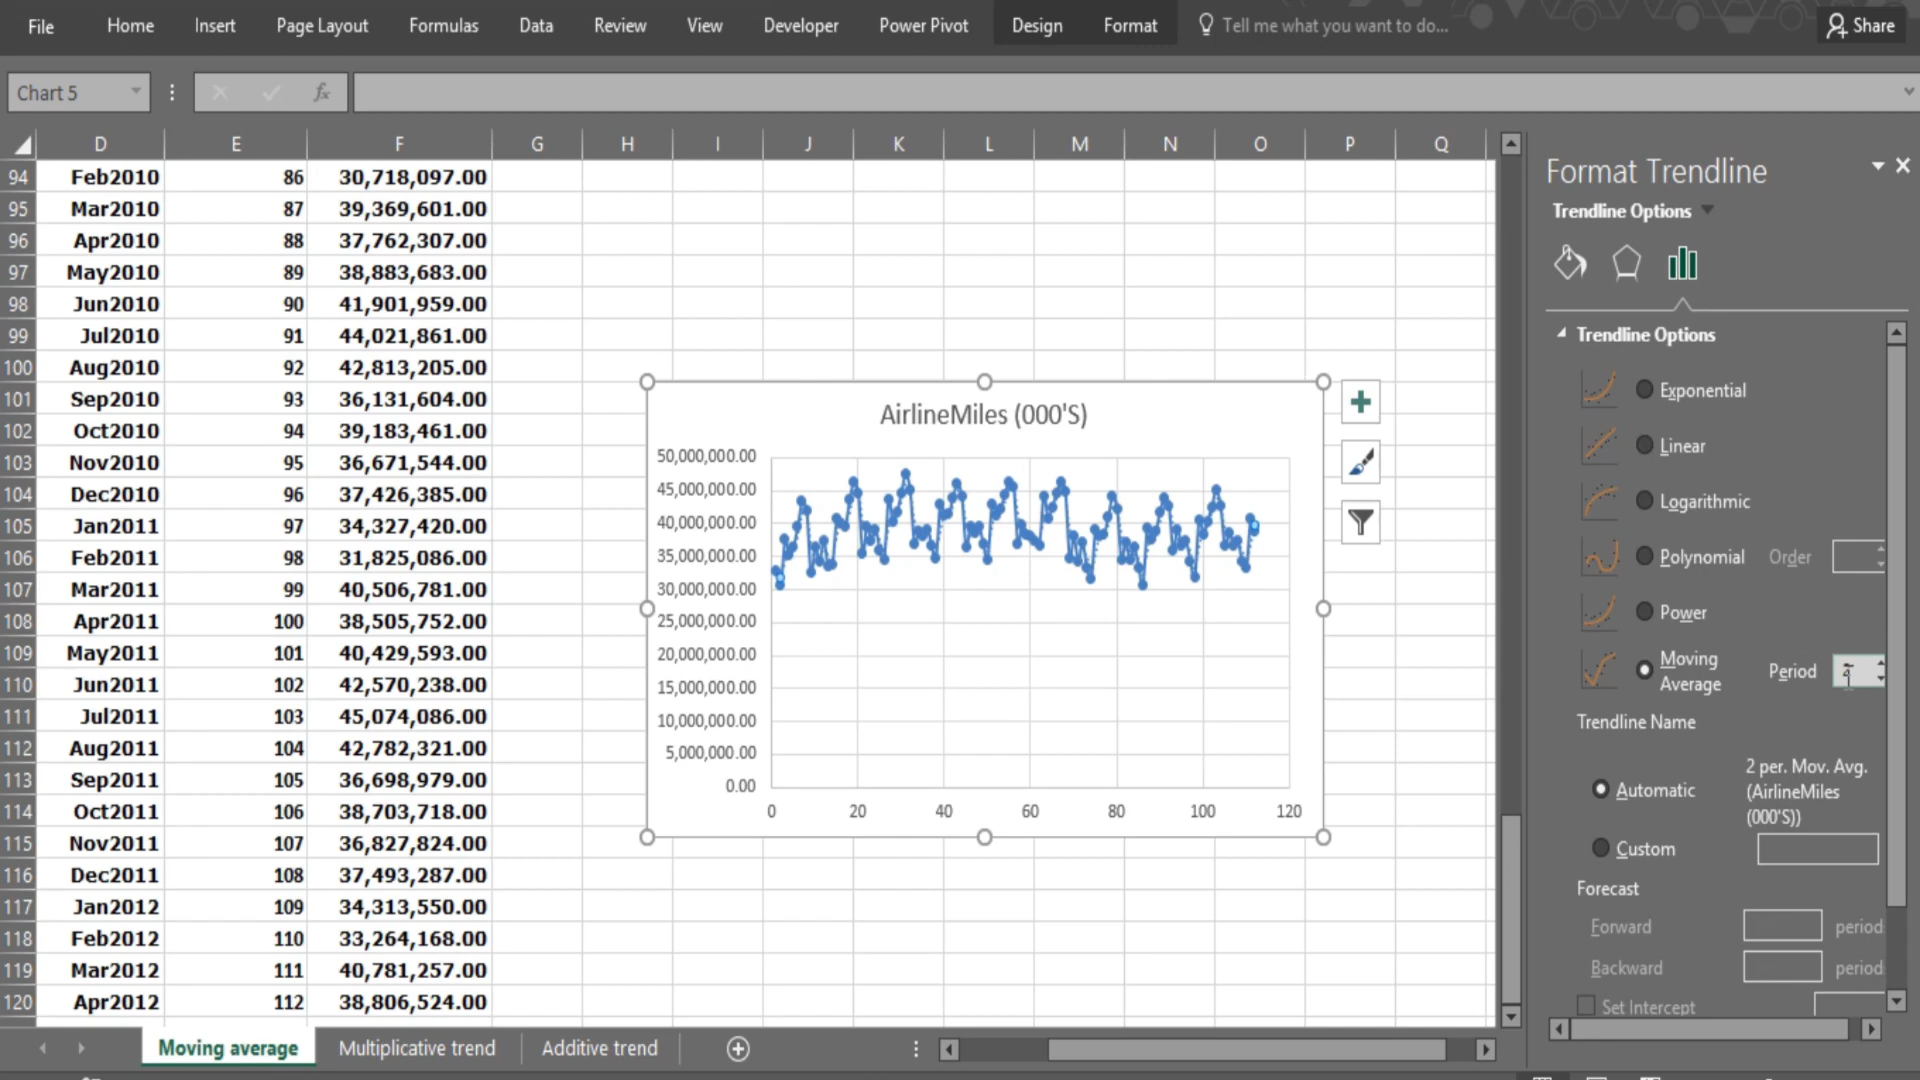 File Home Insert Page Layout Formulas Data Review View Developer Power Pivot Design Format Tell me what you want to do... Share
Chart 5 fx
D E F G H I J K L M N O P Q
94 Feb2010 86 30,718,097.00
95 Mar2010 87 39,369,601.00
96 Apr2010 88 37,762,307.00
97 May2010 89 38,883,683.00
98 Jun2010 90 41,901,959.00
99 Jul2010 91 44,021,861.00
100 Aug2010 92 42,813,205.00
101 Sep2010 93 36,131,604.00
102 Oct2010 94 39,183,461.00
103 Nov2010 95 36,671,544.00
104 Dec2010 96 37,426,385.00
105 Jan2011 97 34,327,420.00
106 Feb2011 98 31,825,086.00
107 Mar2011 99 40,506,781.00
108 Apr2011 100 38,505,752.00
109 May2011 101 40,429,593.00
110 Jun2011 102 42,570,238.00
111 Jul2011 103 45,074,086.00
112 Aug2011 104 42,782,321.00
113 Sep2011 105 36,698,979.00
114 Oct2011 106 38,703,718.00
115 Nov2011 107 36,827,824.00
116 Dec2011 108 37,493,287.00
117 Jan2012 109 34,313,550.00
118 Feb2012 110 33,264,168.00
119 Mar2012 111 40,781,257.00
120 Apr2012 112 38,806,524.00
AirlineMiles (000'S)
50,000,000.00
45,000,000.00
40,000,000.00
35,000,000.00
30,000,000.00
25,000,000.00
20,000,000.00
15,000,000.00
10,000,000.00
5,000,000.00
0.00
0 20 40 60 80 100 120
Format Trendline
Trendline Options
Trendline Options
Exponential
Linear
Logarithmic
Polynomial Order
Power
Moving
Average Period
Trendline Name
Automatic
2 per. Mov. Avg.
(AirlineMiles
(000'S))
Custom
Forecast
Forward period
Backward period
Set Intercept
Moving average Multiplicative trend Additive trend